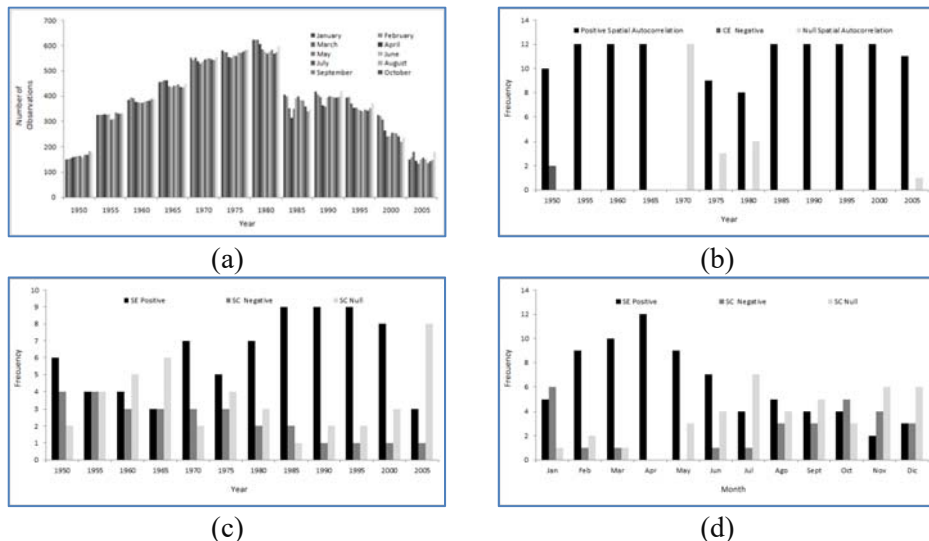 January
February
March
April
May
June
July
August
September
October
Number of
Observations
700
600
500
400
300
200
100
0
1950 1955 1960 1965 1970 1975 1980 1985 1990 1995 2000 2005
Year
(a)
Positive Spatial Autocorrelation CE Negative Null Spatial Autocorrelation
Frecuency
14
12
10
8
6
4
2
0
1950 1955 1960 1965 1970 1975 1980 1985 1990 1995 2000 2005
Year
(b)
SE Positive SC Negative SC Null
Frecuency
10
9
8
7
6
5
4
3
2
1
0
1950 1955 1960 1965 1970 1975 1980 1985 1990 1995 2000 2005
Year
(c)
SE Positive SC Negative SC Null
Frecuency
14
12
10
8
6
4
2
0
Jan Feb Mar Apr May Jun Jul Ago Sept Oct Nov Dic
Month
(d)